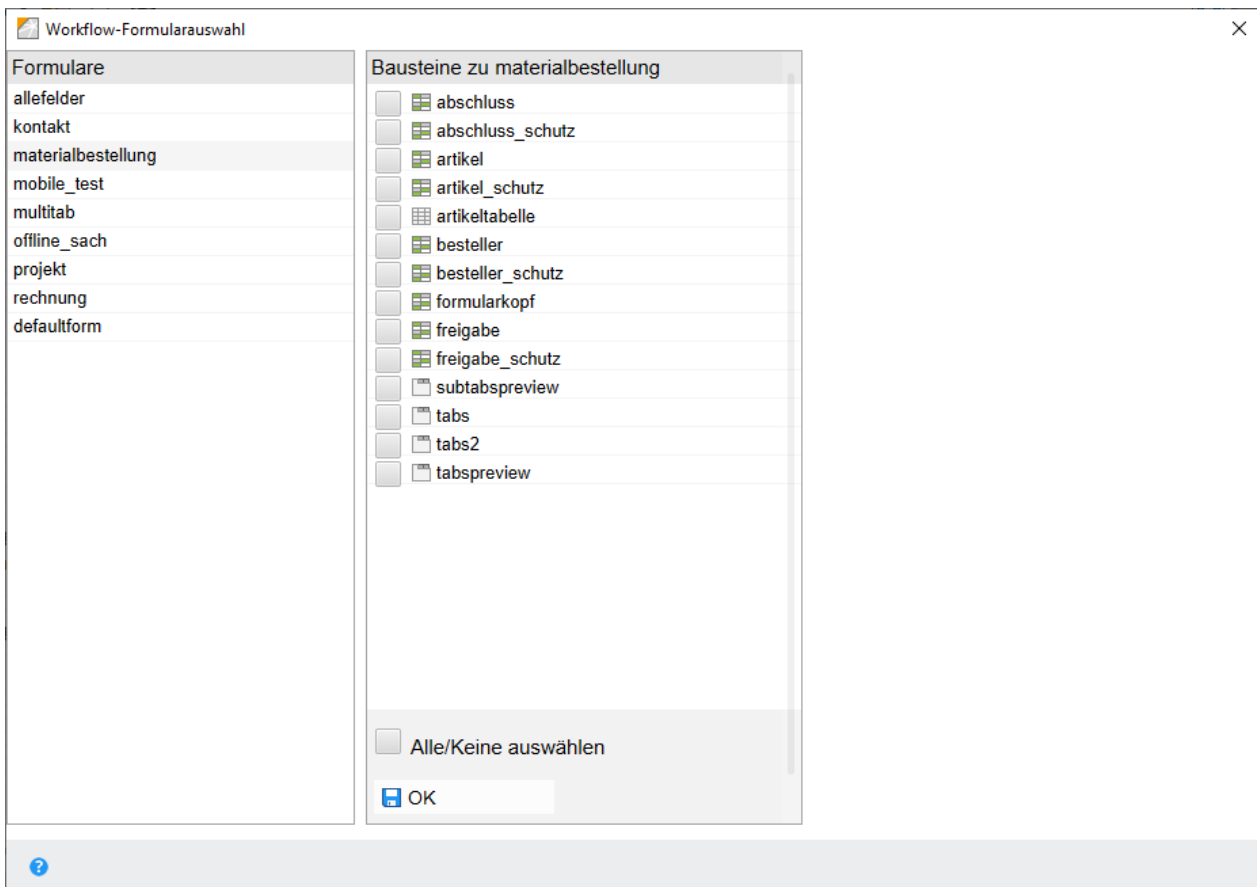 Workflow-Formularauswahl
Formulare
allefelder
kontakt
materialbestellung
mobile_test
multitab
offline_sach
projekt
rechnung
defaultform
Bausteine zu materialbestellung
abschluss
abschluss_schutz
artikel
artikel_schutz
artikeltabelle
besteller
besteller_schutz
formularkopf
freigabe
freigabe_schutz
subtabspreview
tabs
tabs2
tabspreview
Alle/Keine auswählen
OK